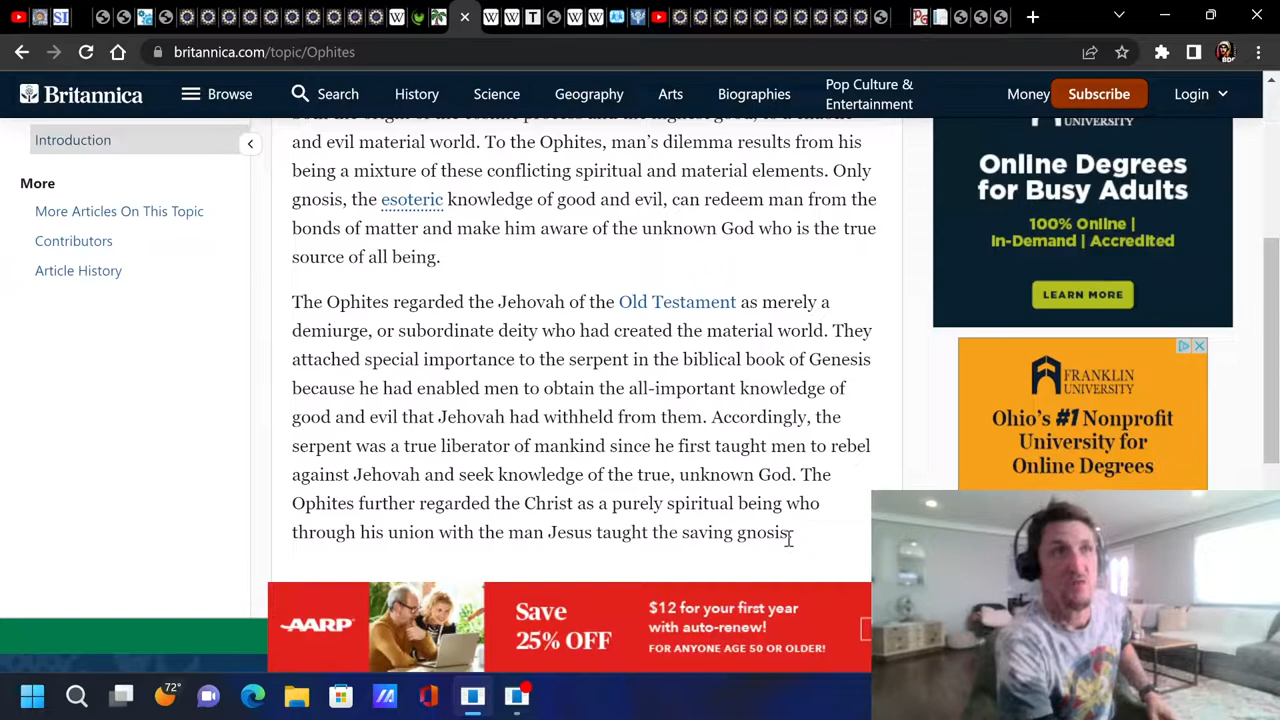 SI
W
W
W
T
W
W
britannica.com/topic/Ophites
BDE
Britannica
Browse
Search
History
Science
Geography
Arts
Biographies
Pop Culture &
Entertainment
Money
Subscribe
Login
Introduction
More
More Articles On This Topic
Contributors
Article History
and evil material world. To the Ophites, man's dilemma results from his
being a mixture of these conflicting spiritual and material elements. Only
gnosis, the esoteric knowledge of good and evil, can redeem man from the
bonds of matter and make him aware of the unknown God who is the true
source of all being.
The Ophites regarded the Jehovah of the Old Testament as merely a
demiurge, or subordinate deity who had created the material world. They
attached special importance to the serpent in the biblical book of Genesis
because he had enabled men to obtain the all-important knowledge of
good and evil that Jehovah had withheld from them. Accordingly, the
serpent was a true liberator of mankind since he first taught men to rebel
against Jehovah and seek knowledge of the true, unknown God. The
Ophites further regarded the Christ as a purely spiritual being who
through his union with the man Jesus taught the saving gnosis.
UNIVERSITY
Online Degrees
for Busy Adults
100% Online |
In-Demand | Accredited
LEARN MORE
FRANKLIN
UNIVERSITY
Ohio's #1 Nonprofit
University for
Online Degrees
AARP
Save
25% OFF
$12 for your first year
with auto-renew!
FOR ANYONE AGE 50 OR OLDER!
72°